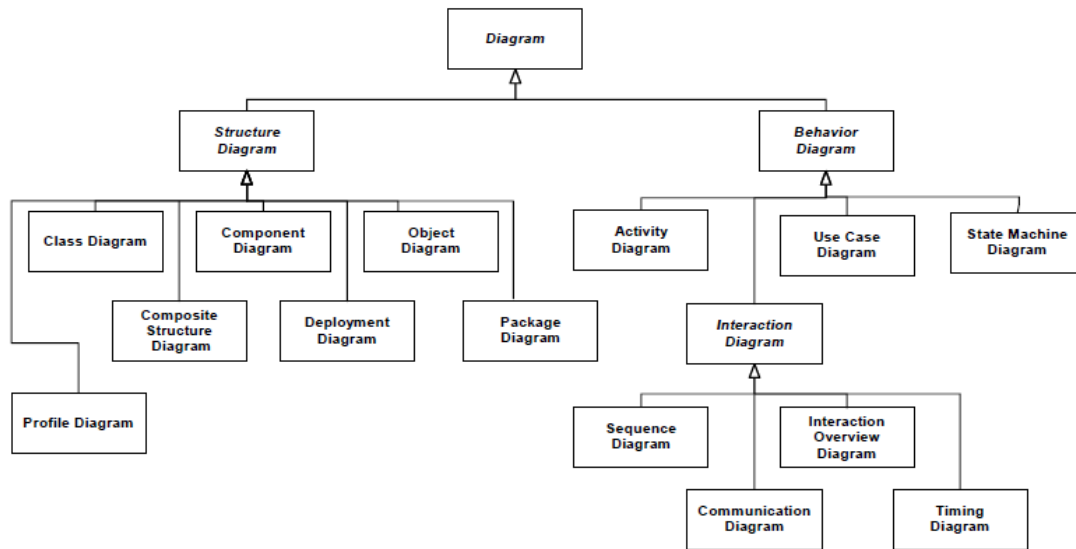 Diagram
Structure
Diagram
Behavior
Diagram
Class Diagram
Component
Diagram
Object
Diagram
Activity
Diagram
Use Case
Diagram
State Machine
Diagram
Composite
Structure
Diagram
Deployment
Diagram
Package
Diagram
Interaction
Diagram
Profile Diagram
Sequence
Diagram
Interaction
Overview
Diagram
Communication
Diagram
Timing
Diagram